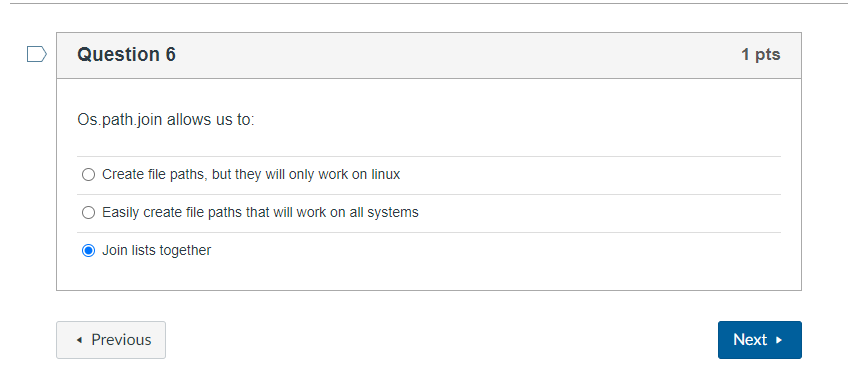 Question 6
1 pts
Os.path.join allows us to:
Create file paths, but they will only work on linux
Easily create file paths that will work on all systems
Join lists together
Previous
Next